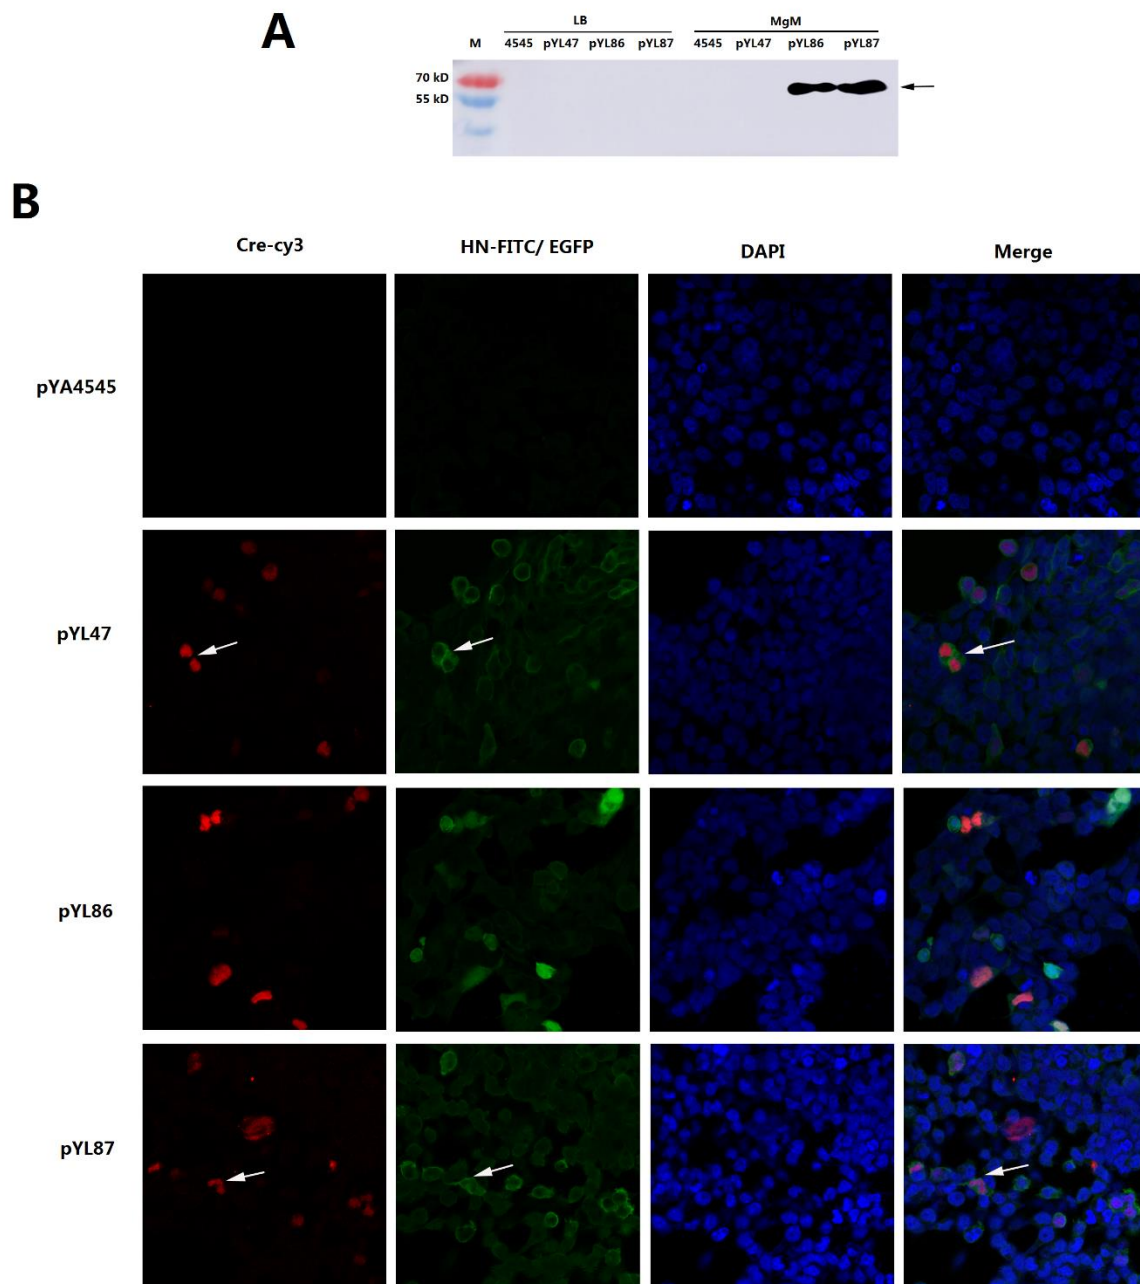 A
LB MgM
M 4545 pYL47 pYL86 pYL87 4545 pYL47 pYL86 pYL87
70 kD
55 kD
B
Cre-cy3 HN-FITC/ EGFP DAPI Merge
pYA4545
pYL47
pYL86
pYL87